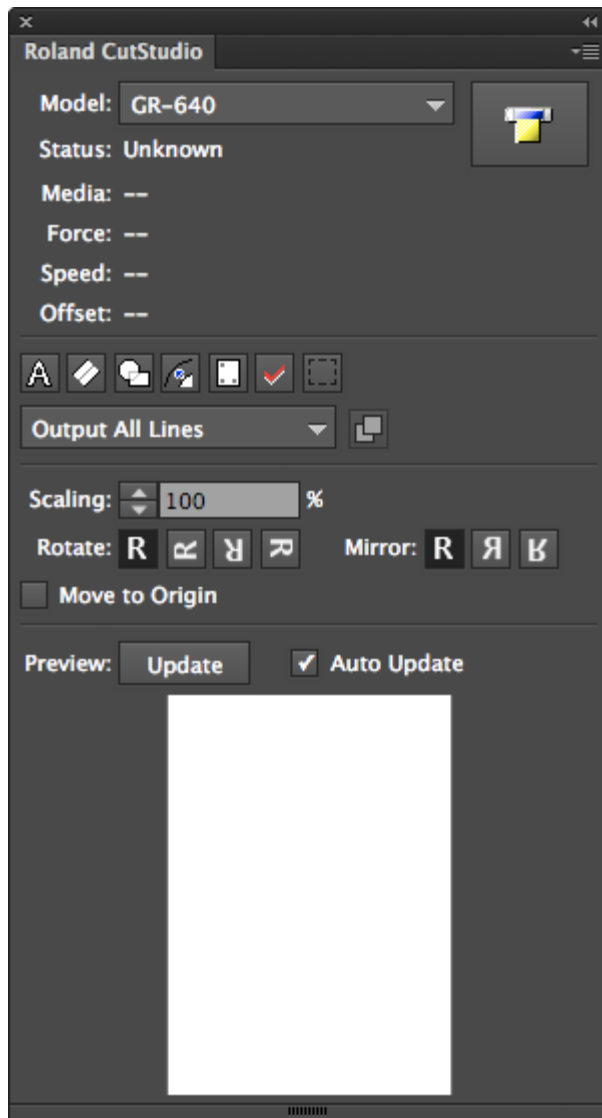 Roland CutStudio
Model: GR-640
Status: Unknown
Media: --
Force: --
Speed: --
Offset: --
A
Output All Lines
Scaling: 100 %
Rotate: R R R R Mirror: R R R
Move to Origin
Preview: Update Auto Update